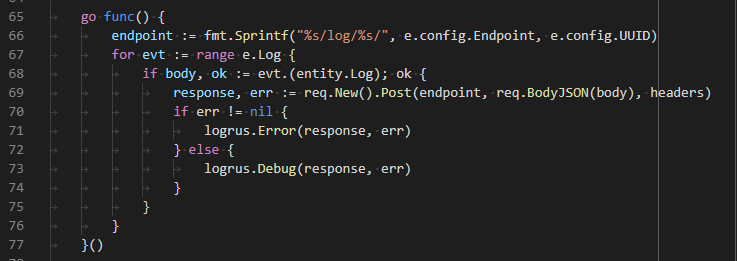 65 go func() {
66 endpoint := fmt.Sprintf("%s/log/%s/", e.config.Endpoint, e.config.UUID)
67 for evt := range e.Log {
68 if body, ok := evt.(entity.Log); ok {
69 response, err := req.New().Post(endpoint, req.BodyJSON(body), headers)
70 if err != nil {
71 logrus.Error(response, err)
72 } else {
73 logrus.Debug(response, err)
74 }
75 }
76 }
77 }()